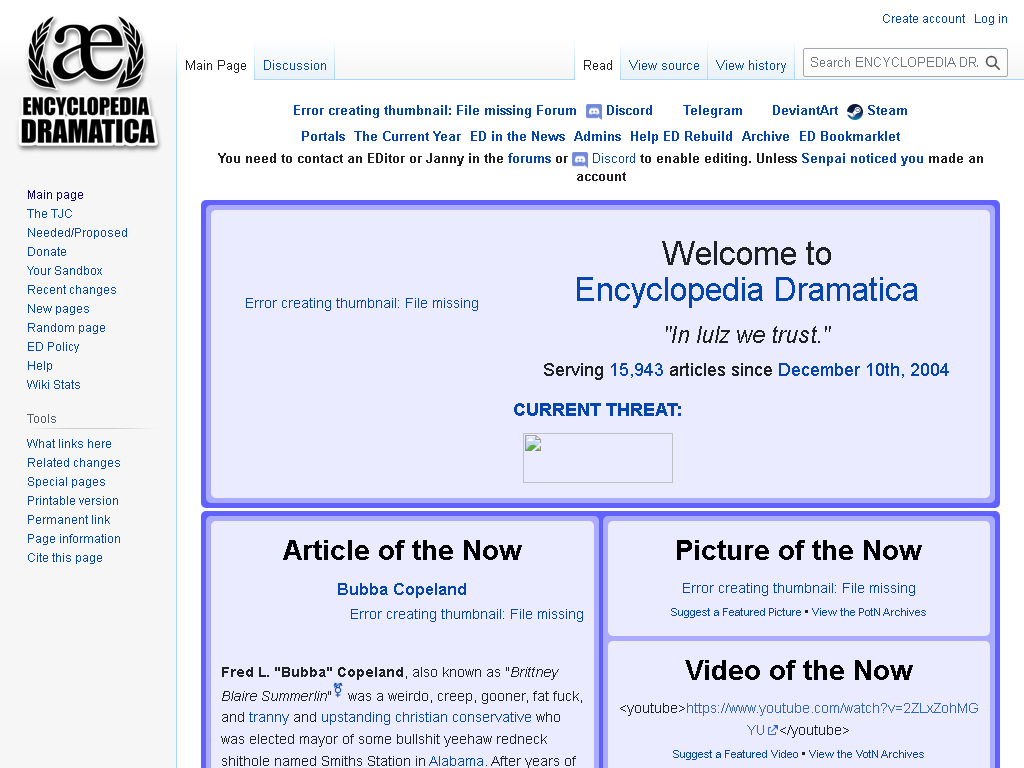 Create account Log in
æ
ENCYCLOPEDIA
DRAMATICA
Main Page Discussion Read View source View history Search ENCYCLOPEDIA DR.
Error creating thumbnail: File missing Forum Discord Telegram DeviantArt Steam
Portals The Current Year ED in the News Admins Help ED Rebuild Archive ED Bookmarklet
You need to contact an EDitor or Janny in the forums or Discord to enable editing. Unless Senpai noticed you made an
account
Main page
The TJC
Needed/Proposed
Donate
Your Sandbox
Recent changes
New pages
Random page
ED Policy
Help
Wiki Stats
Tools
What links here
Related changes
Special pages
Printable version
Permanent link
Page information
Cite this page
Error creating thumbnail: File missing
Welcome to
Encyclopedia Dramatica
"In lulz we trust."
Serving 15,943 articles since December 10th, 2004
CURRENT THREAT:
Article of the Now
Bubba Copeland
Error creating thumbnail: File missing
Fred L. "Bubba" Copeland, also known as "Brittney
Blaire Summerlin" was a weirdo, creep, gooner, fat fuck,
and tranny and upstanding christian conservative who
was elected mayor of some bullshit yeehaw redneck
shithole named Smiths Station in Alabama. After years of
Picture of the Now
Error creating thumbnail: File missing
Suggest a Featured Picture • View the PotN Archives
Video of the Now
<youtube>https://www.youtube.com/watch?v=2ZLxZohMG
YU</youtube>
Suggest a Featured Video • View the VotN Archives